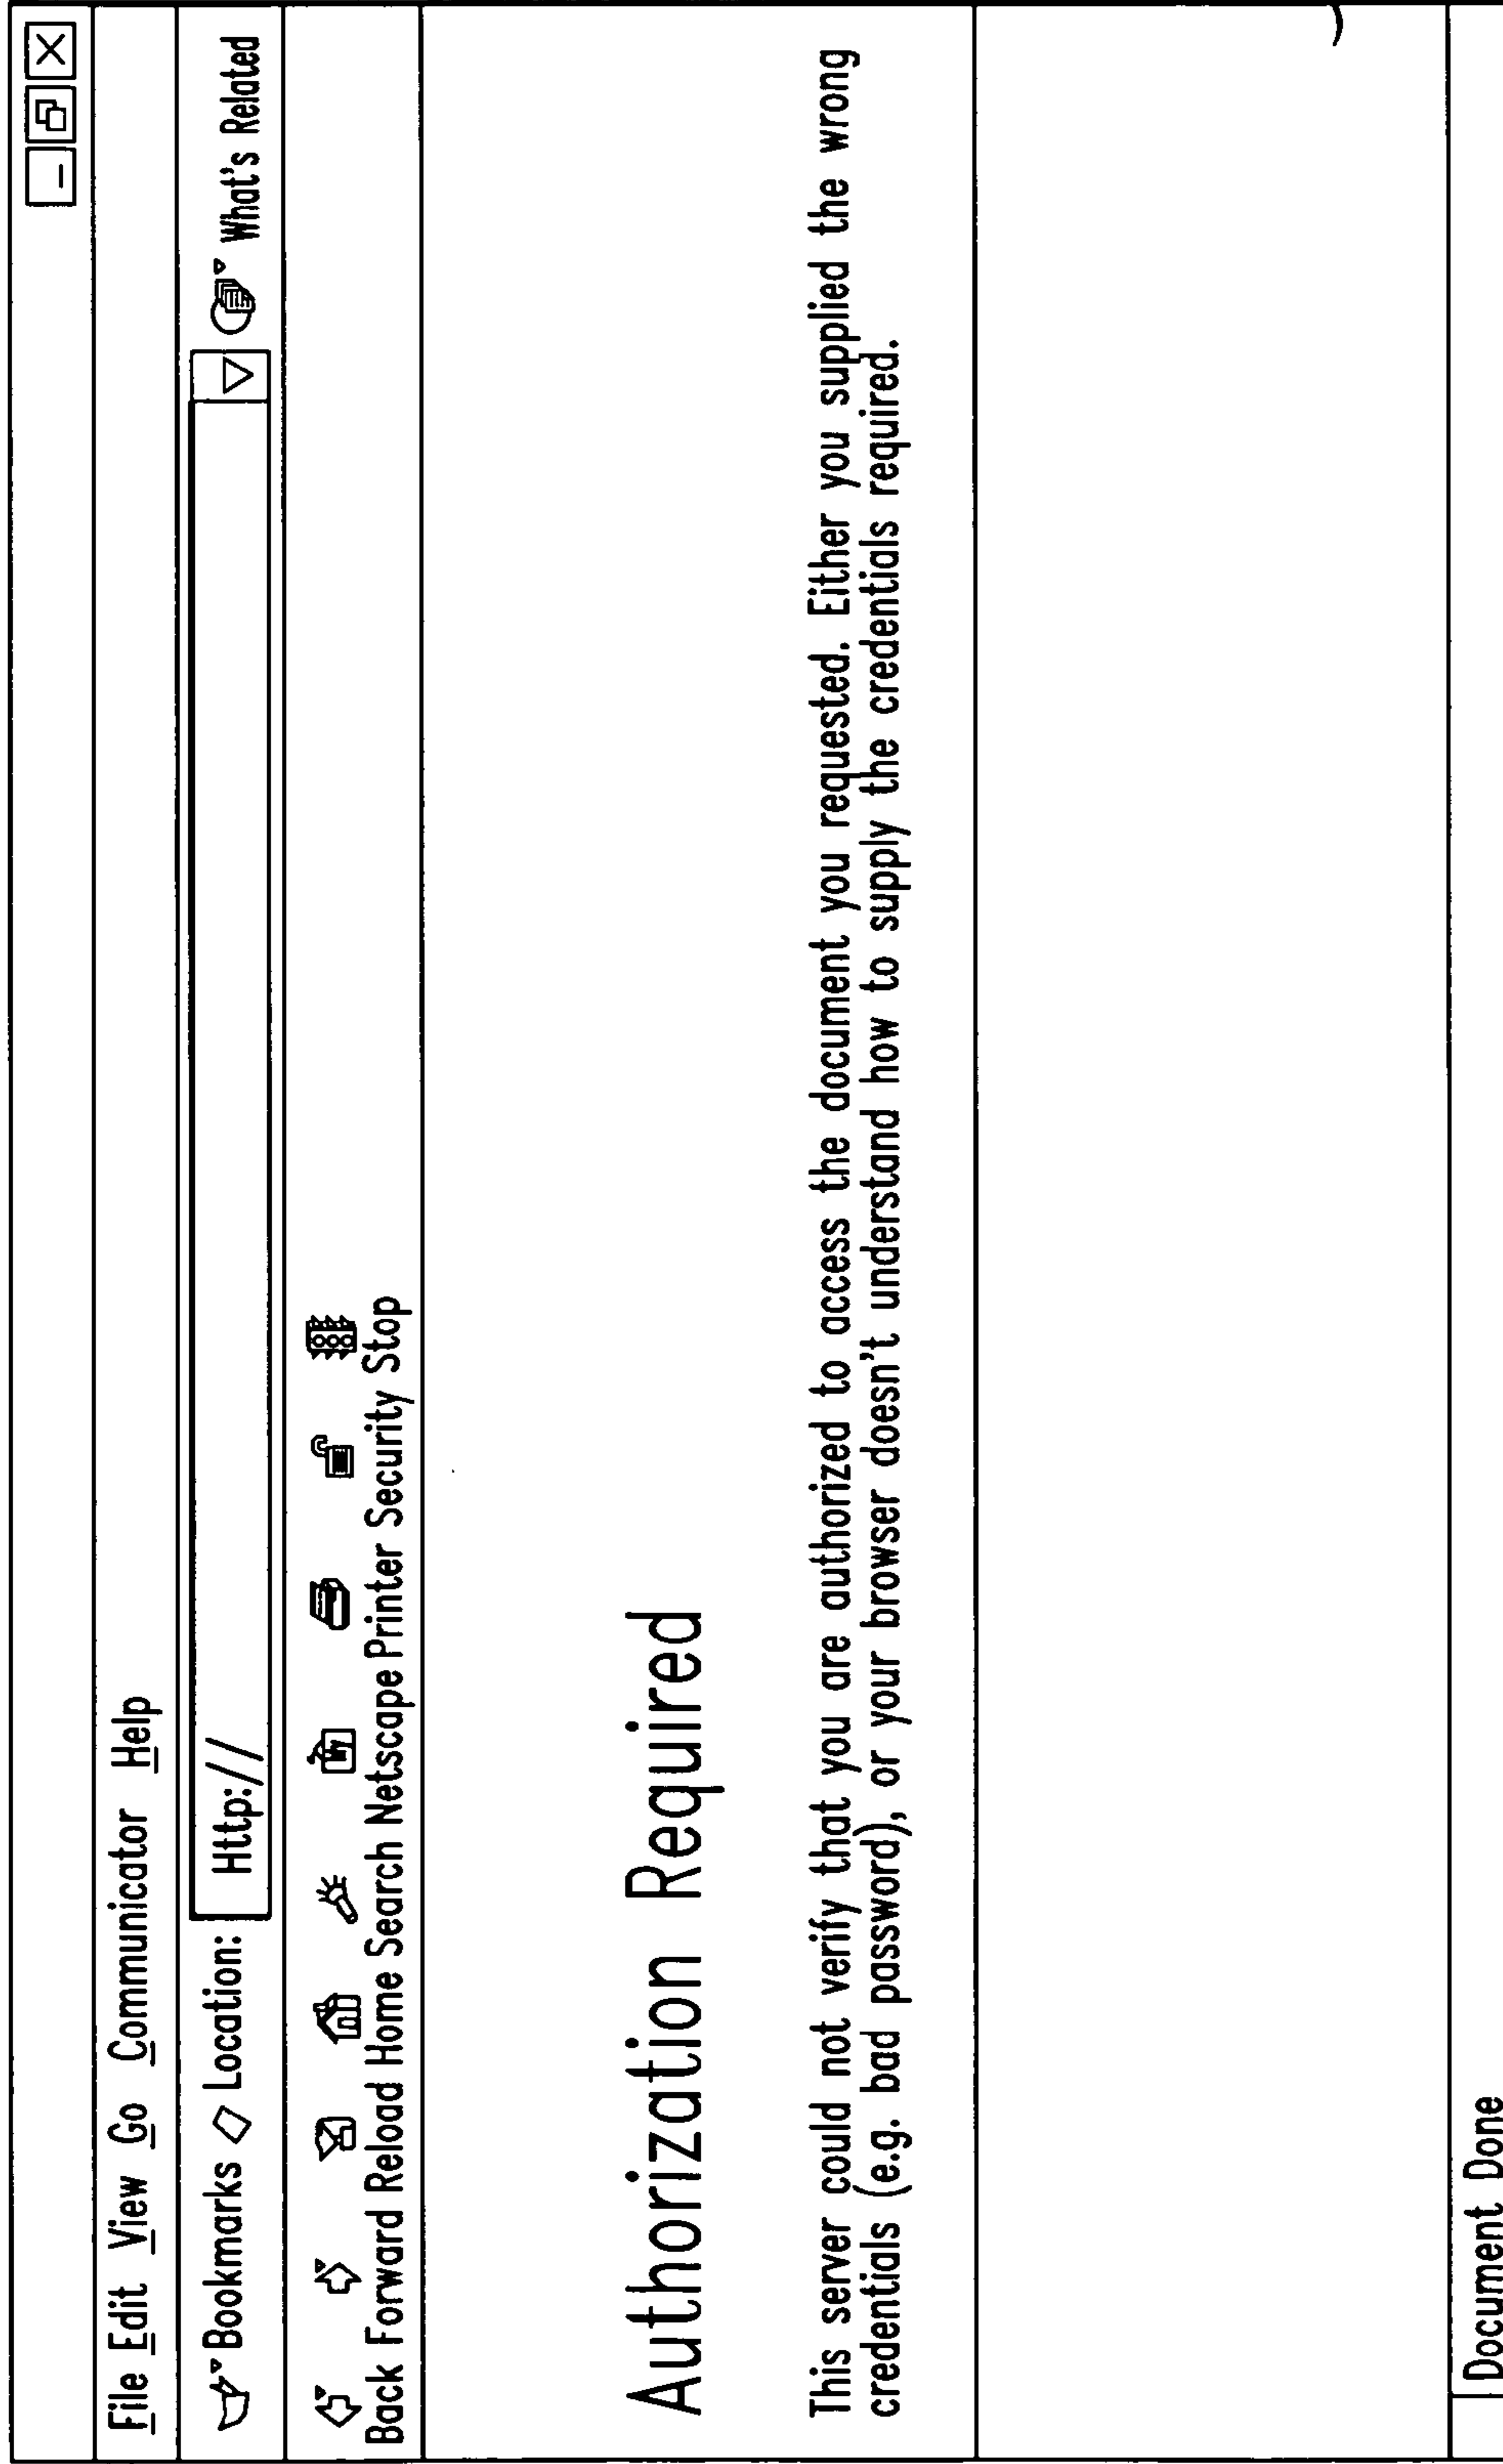 File Edit View Go Communicator Help
Bookmarks Location: Http:// What's Related
Back Forward Reload Home Search Netscape Printer Security Stop
Authorization Required
This server could not verify that you are authorized to access the document you requested. Either you supplied the wrong
credentials (e.g. bad password), or your browser doesn't understand how to supply the credentials required.
Document Done